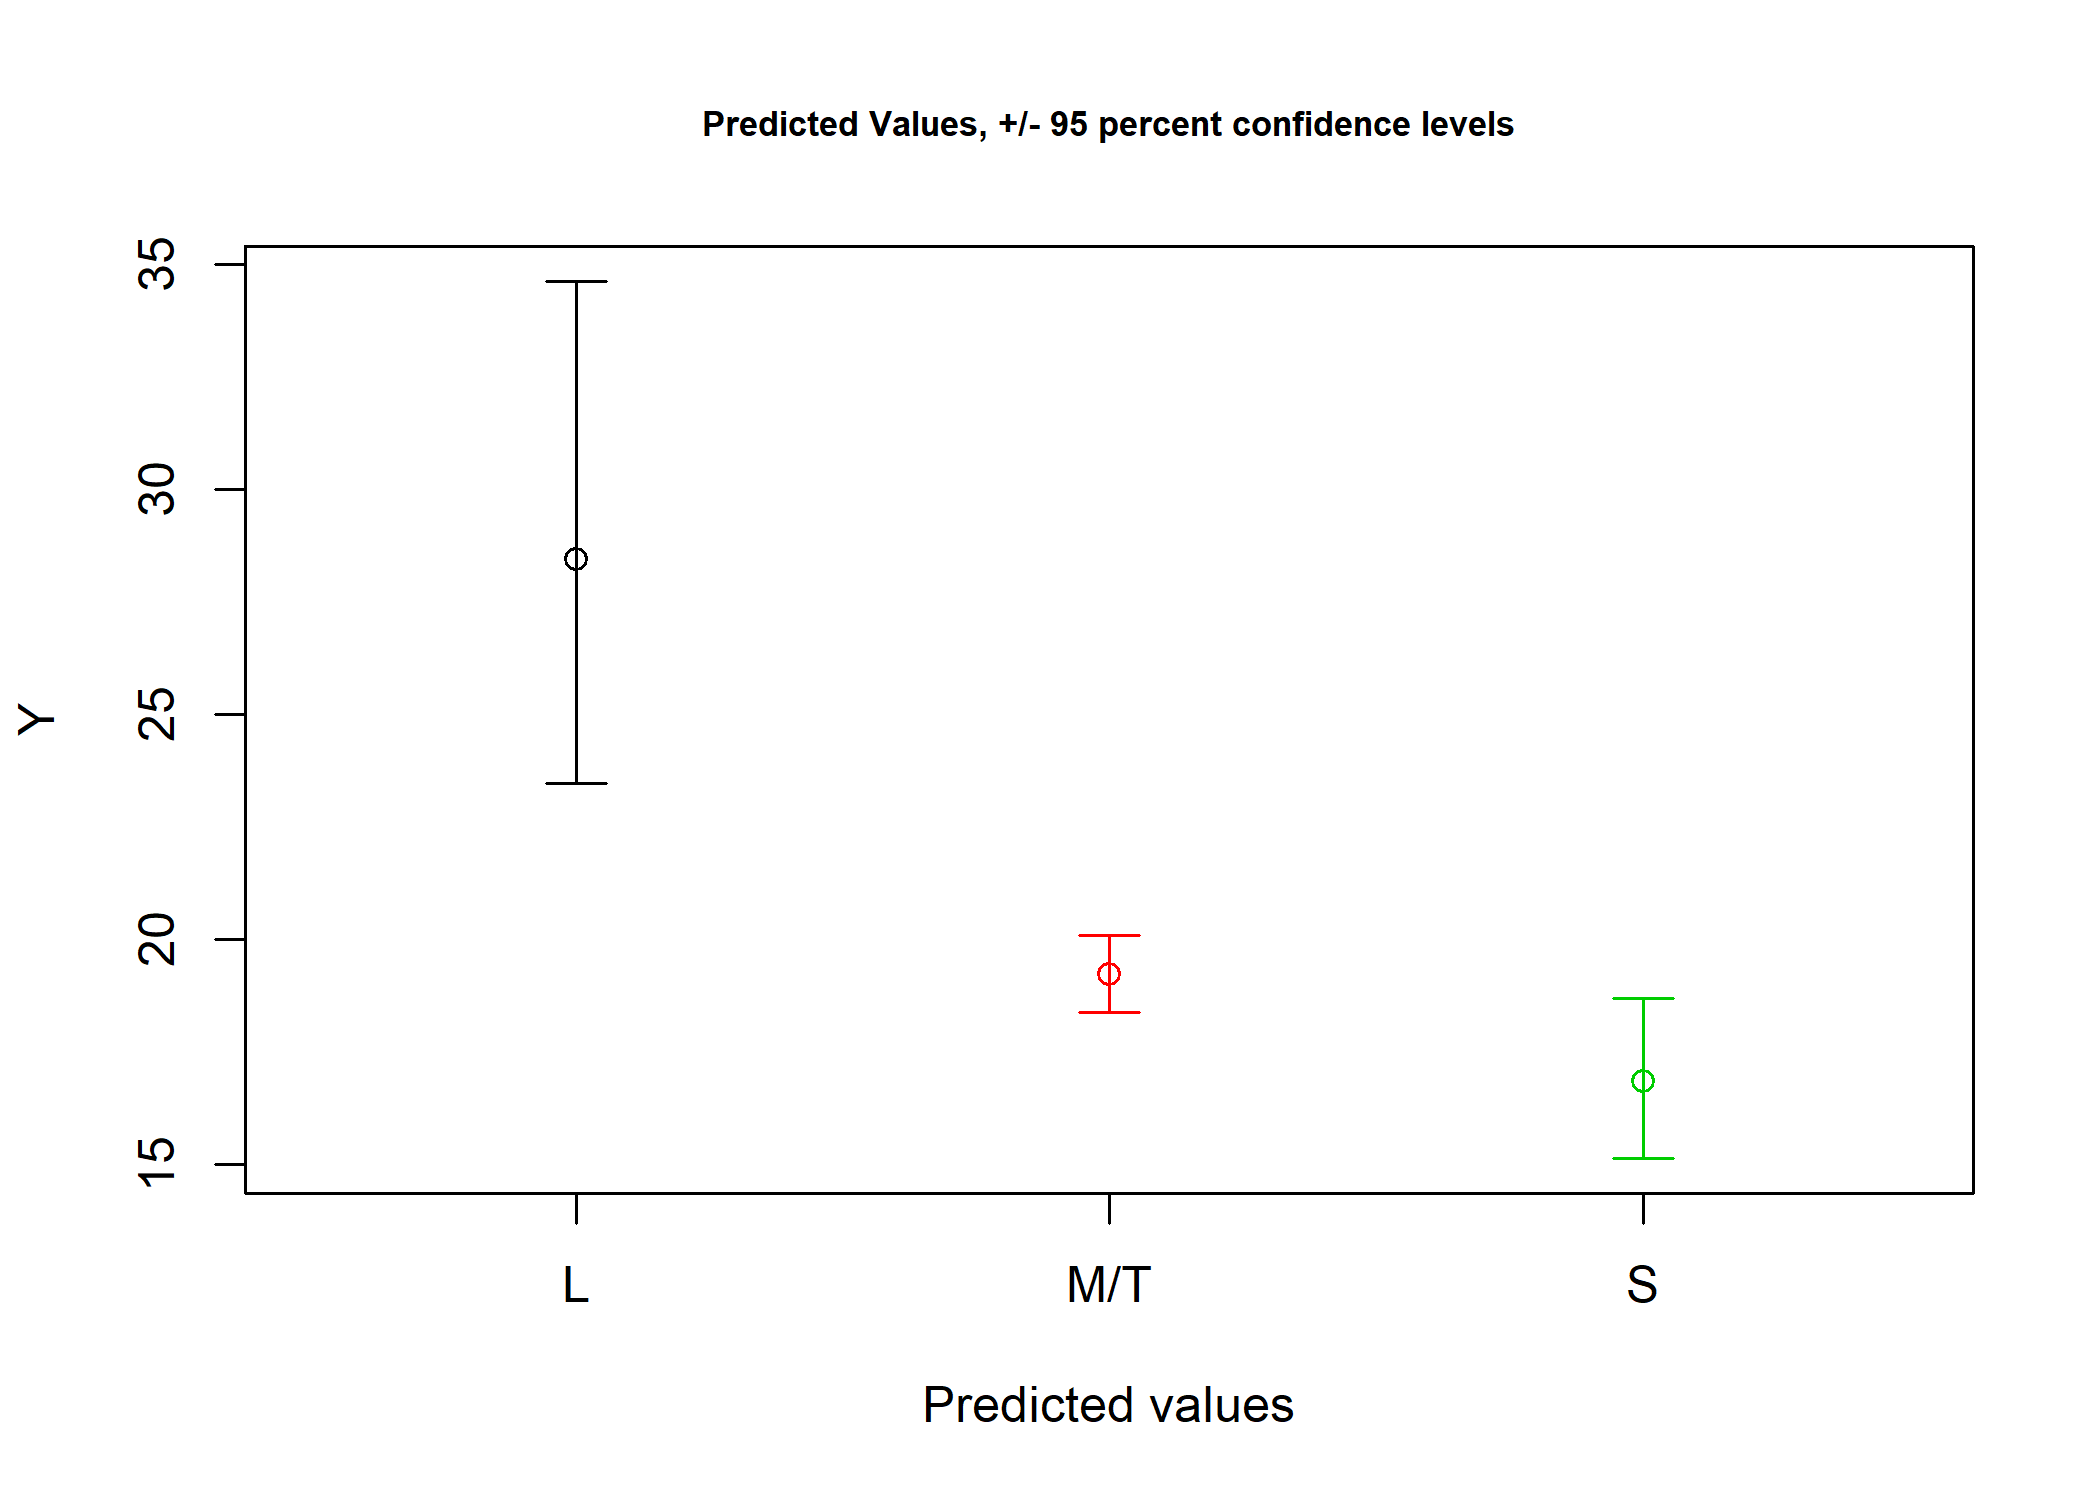 Predicted Values, +/- 95 percent confidence levels
35
30
25
20
15
Y
L M/T S
Predicted values